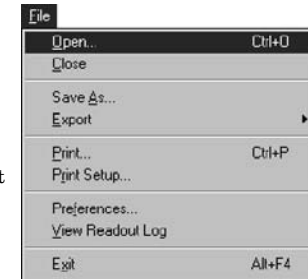 File
Open... Ctrl+O
Close
Save As...
Export
Print... Ctrl+P
t Print Setup...
Preferences...
View Readout Log
Exit Alt+F4